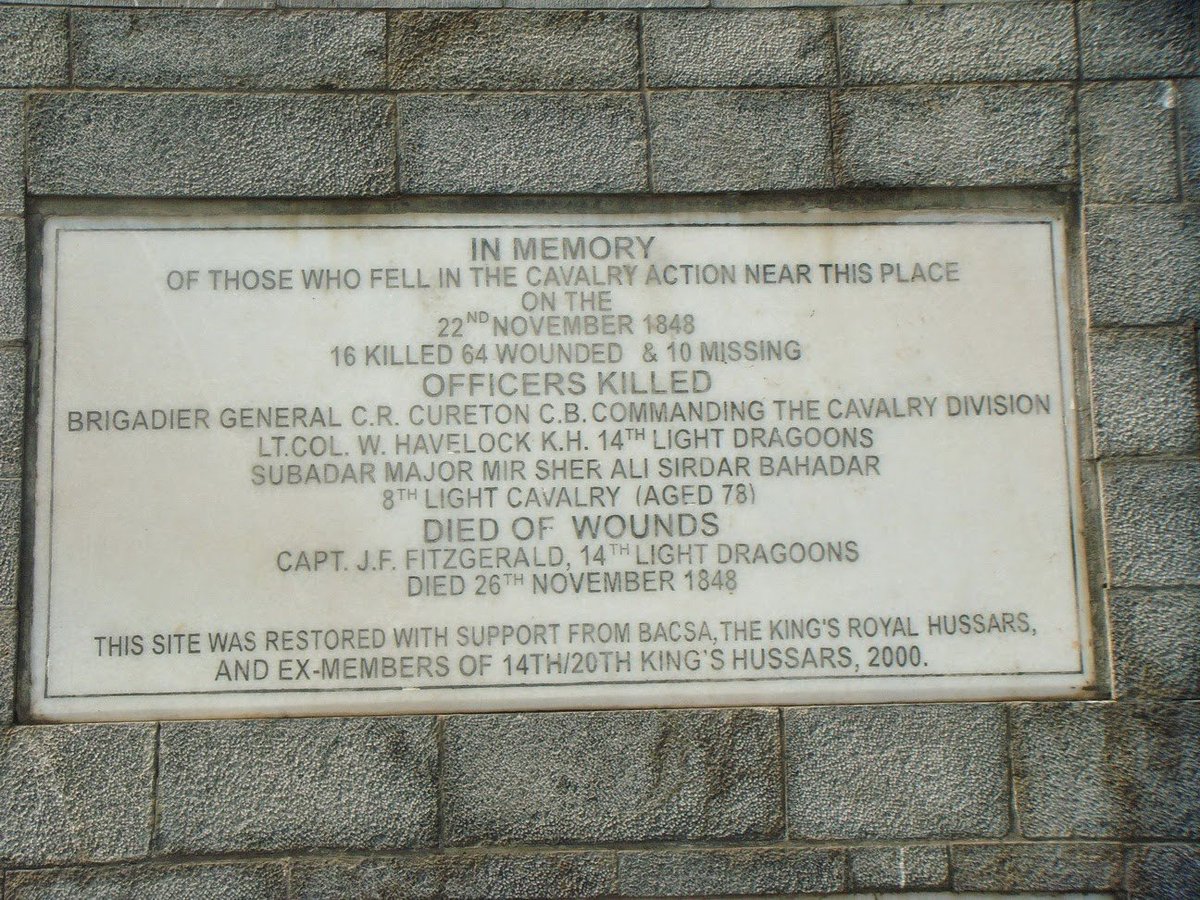 IN MEMORY
OF THOSE WHO FELL IN THE CAVALRY ACTION NEAR THIS PLACE
ON THE
22ND NOVEMBER 1848
16 KILLED 64 WOUNDED & 10 MISSING
OFFICERS KILLED
BRIGADIER GENERAL C.R. CURETON C.B. COMMANDING THE CAVALRY DIVISION
LT.COL. W. HAVELOCK K.H. 14TH LIGHT DRAGOONS
SUBADAR MAJOR MIR SHER ALI SIRDAR BAHADAR
8TH LIGHT CAVALRY (AGED 78)
DIED OF WOUNDS
CAPT. J.F. FITZGERALD, 14TH LIGHT DRAGOONS
DIED 26TH NOVEMBER 1848
THIS SITE WAS RESTORED WITH SUPPORT FROM BACSA, THE KING'S ROYAL HUSSARS,
AND EX-MEMBERS OF 14TH/20TH KING'S HUSSARS, 2000.